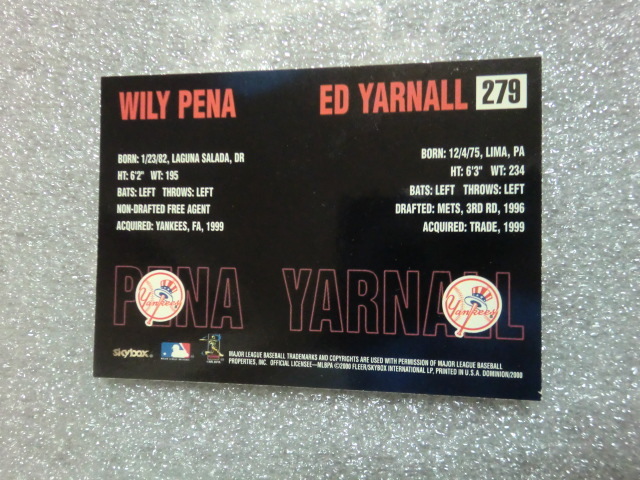 WILY PENA
ED YARNALL 279
BORN: 1/23/82, LAGUNA SALADA, DR
HT: 6'2" WT: 195
BATS: LEFT THROWS: LEFT
NON-DRAFTED FREE AGENT
ACQUIRED: YANKEES, FA, 1999
BORN: 12/4/75, LIMA, PA
HT: 6'3" WT: 234
BATS: LEFT THROWS: LEFT
DRAFTED: METS, 3RD RD, 1996
ACQUIRED: TRADE, 1999
PENA YARNALL
Yankees
Yankees
skybox
MAJOR LEAGUE BASEBALL TRADEMARKS AND COPYRIGHTS ARE USED WITH PERMISSION OF MAJOR LEAGUE BASEBALL
PROPERTIES, INC. OFFICIAL LICENSEE—MLBPA ©2000 FLEER/SKYBOX INTERNATIONAL LP, PRINTED IN U.S.A. DOMINION/2000